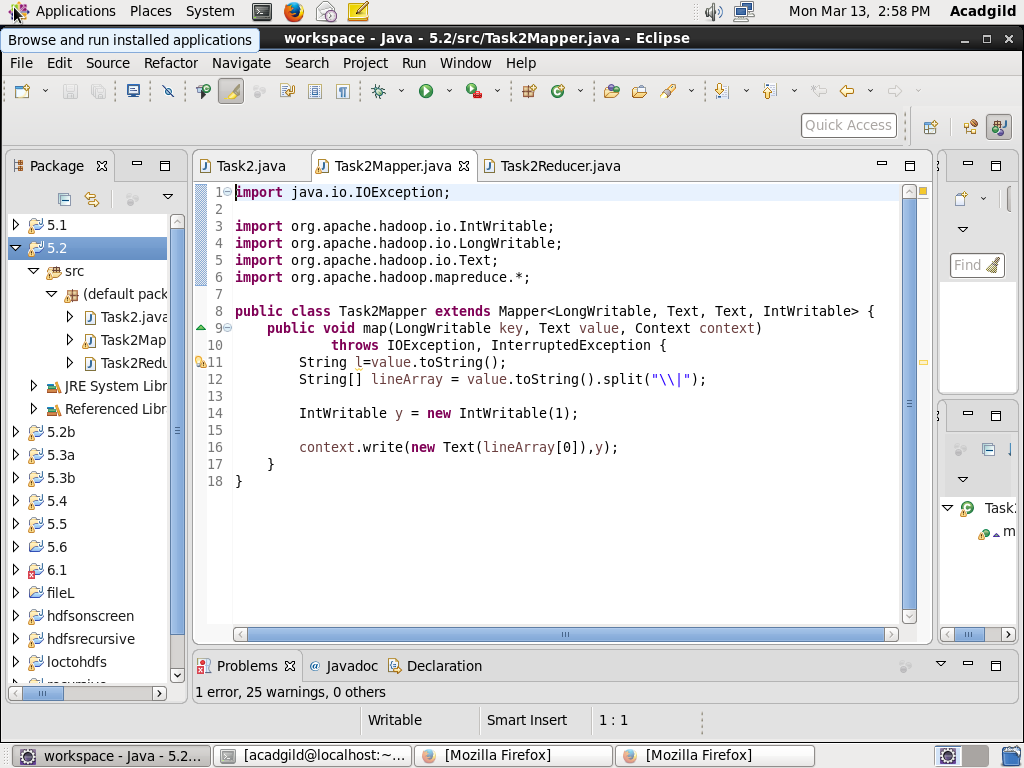 Applications Places System Mon Mar 13, 2:58 PM Acadgild
Browse and run installed applications
workspace - Java - 5.2/src/Task2Mapper.java - Eclipse
File Edit Source Refactor Navigate Search Project Run Window Help
Quick Access
Package
Task2.java Task2Mapper.java Task2Reducer.java
5.1
5.2
src
(default pack
Task2.java
Task2Map
Task2Redu
JRE System Libr
Referenced Libr
5.2b
5.3a
5.3b
5.4
5.5
5.6
6.1
fileL
hdfsonscreen
hdfsrecursive
loctohdfs
1 import java.io.IOException;
2
3 import org.apache.hadoop.io.IntWritable;
4 import org.apache.hadoop.io.LongWritable;
5 import org.apache.hadoop.io.Text;
6 import org.apache.hadoop.mapreduce.*;
7
8 public class Task2Mapper extends Mapper<LongWritable, Text, Text, IntWritable> {
9 public void map(LongWritable key, Text value, Context context)
10 throws IOException, InterruptedException {
11 String l=value.toString();
12 String[] lineArray = value.toString().split("\\|");
13
14 IntWritable y = new IntWritable(1);
15
16 context.write(new Text(lineArray[0]),y);
17 }
18 }
Find
Task2
m
Problems @ Javadoc Declaration
1 error, 25 warnings, 0 others
Writable Smart Insert 1 : 1
workspace - Java - 5.2... [acadgild@localhost:~... [Mozilla Firefox] [Mozilla Firefox]